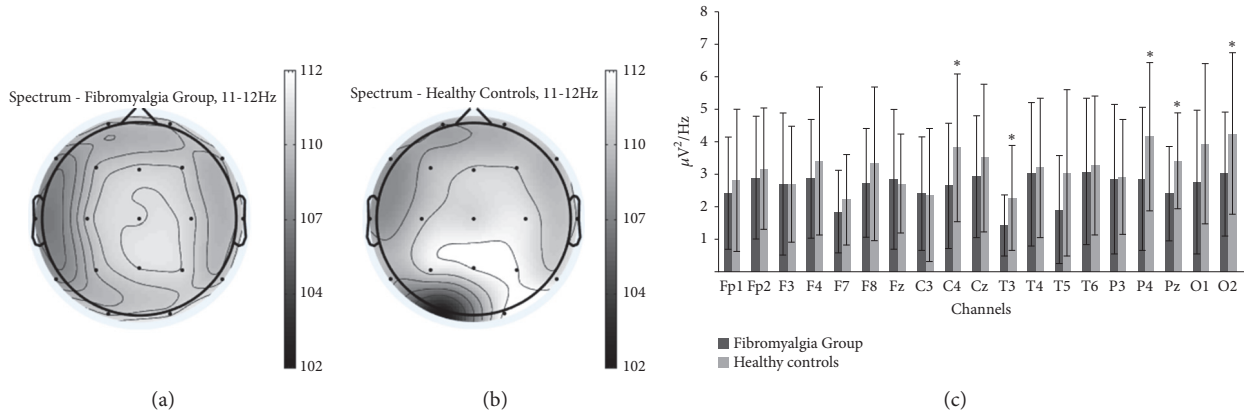 Spectrum - Fibromyalgia Group, 11-12Hz
112
110
107
104
102
(a)
Spectrum - Healthy Controls, 11-12Hz
112
110
107
104
102
(b)
8
7
6
5
4
3
2
1
μV²/Hz
* * * * *
Fp1 Fp2 F3 F4 F7 F8 Fz C3 C4 Cz T3 T4 T5 T6 P3 P4 Pz O1 O2
Channels
Fibromyalgia Group
Healthy controls
(c)